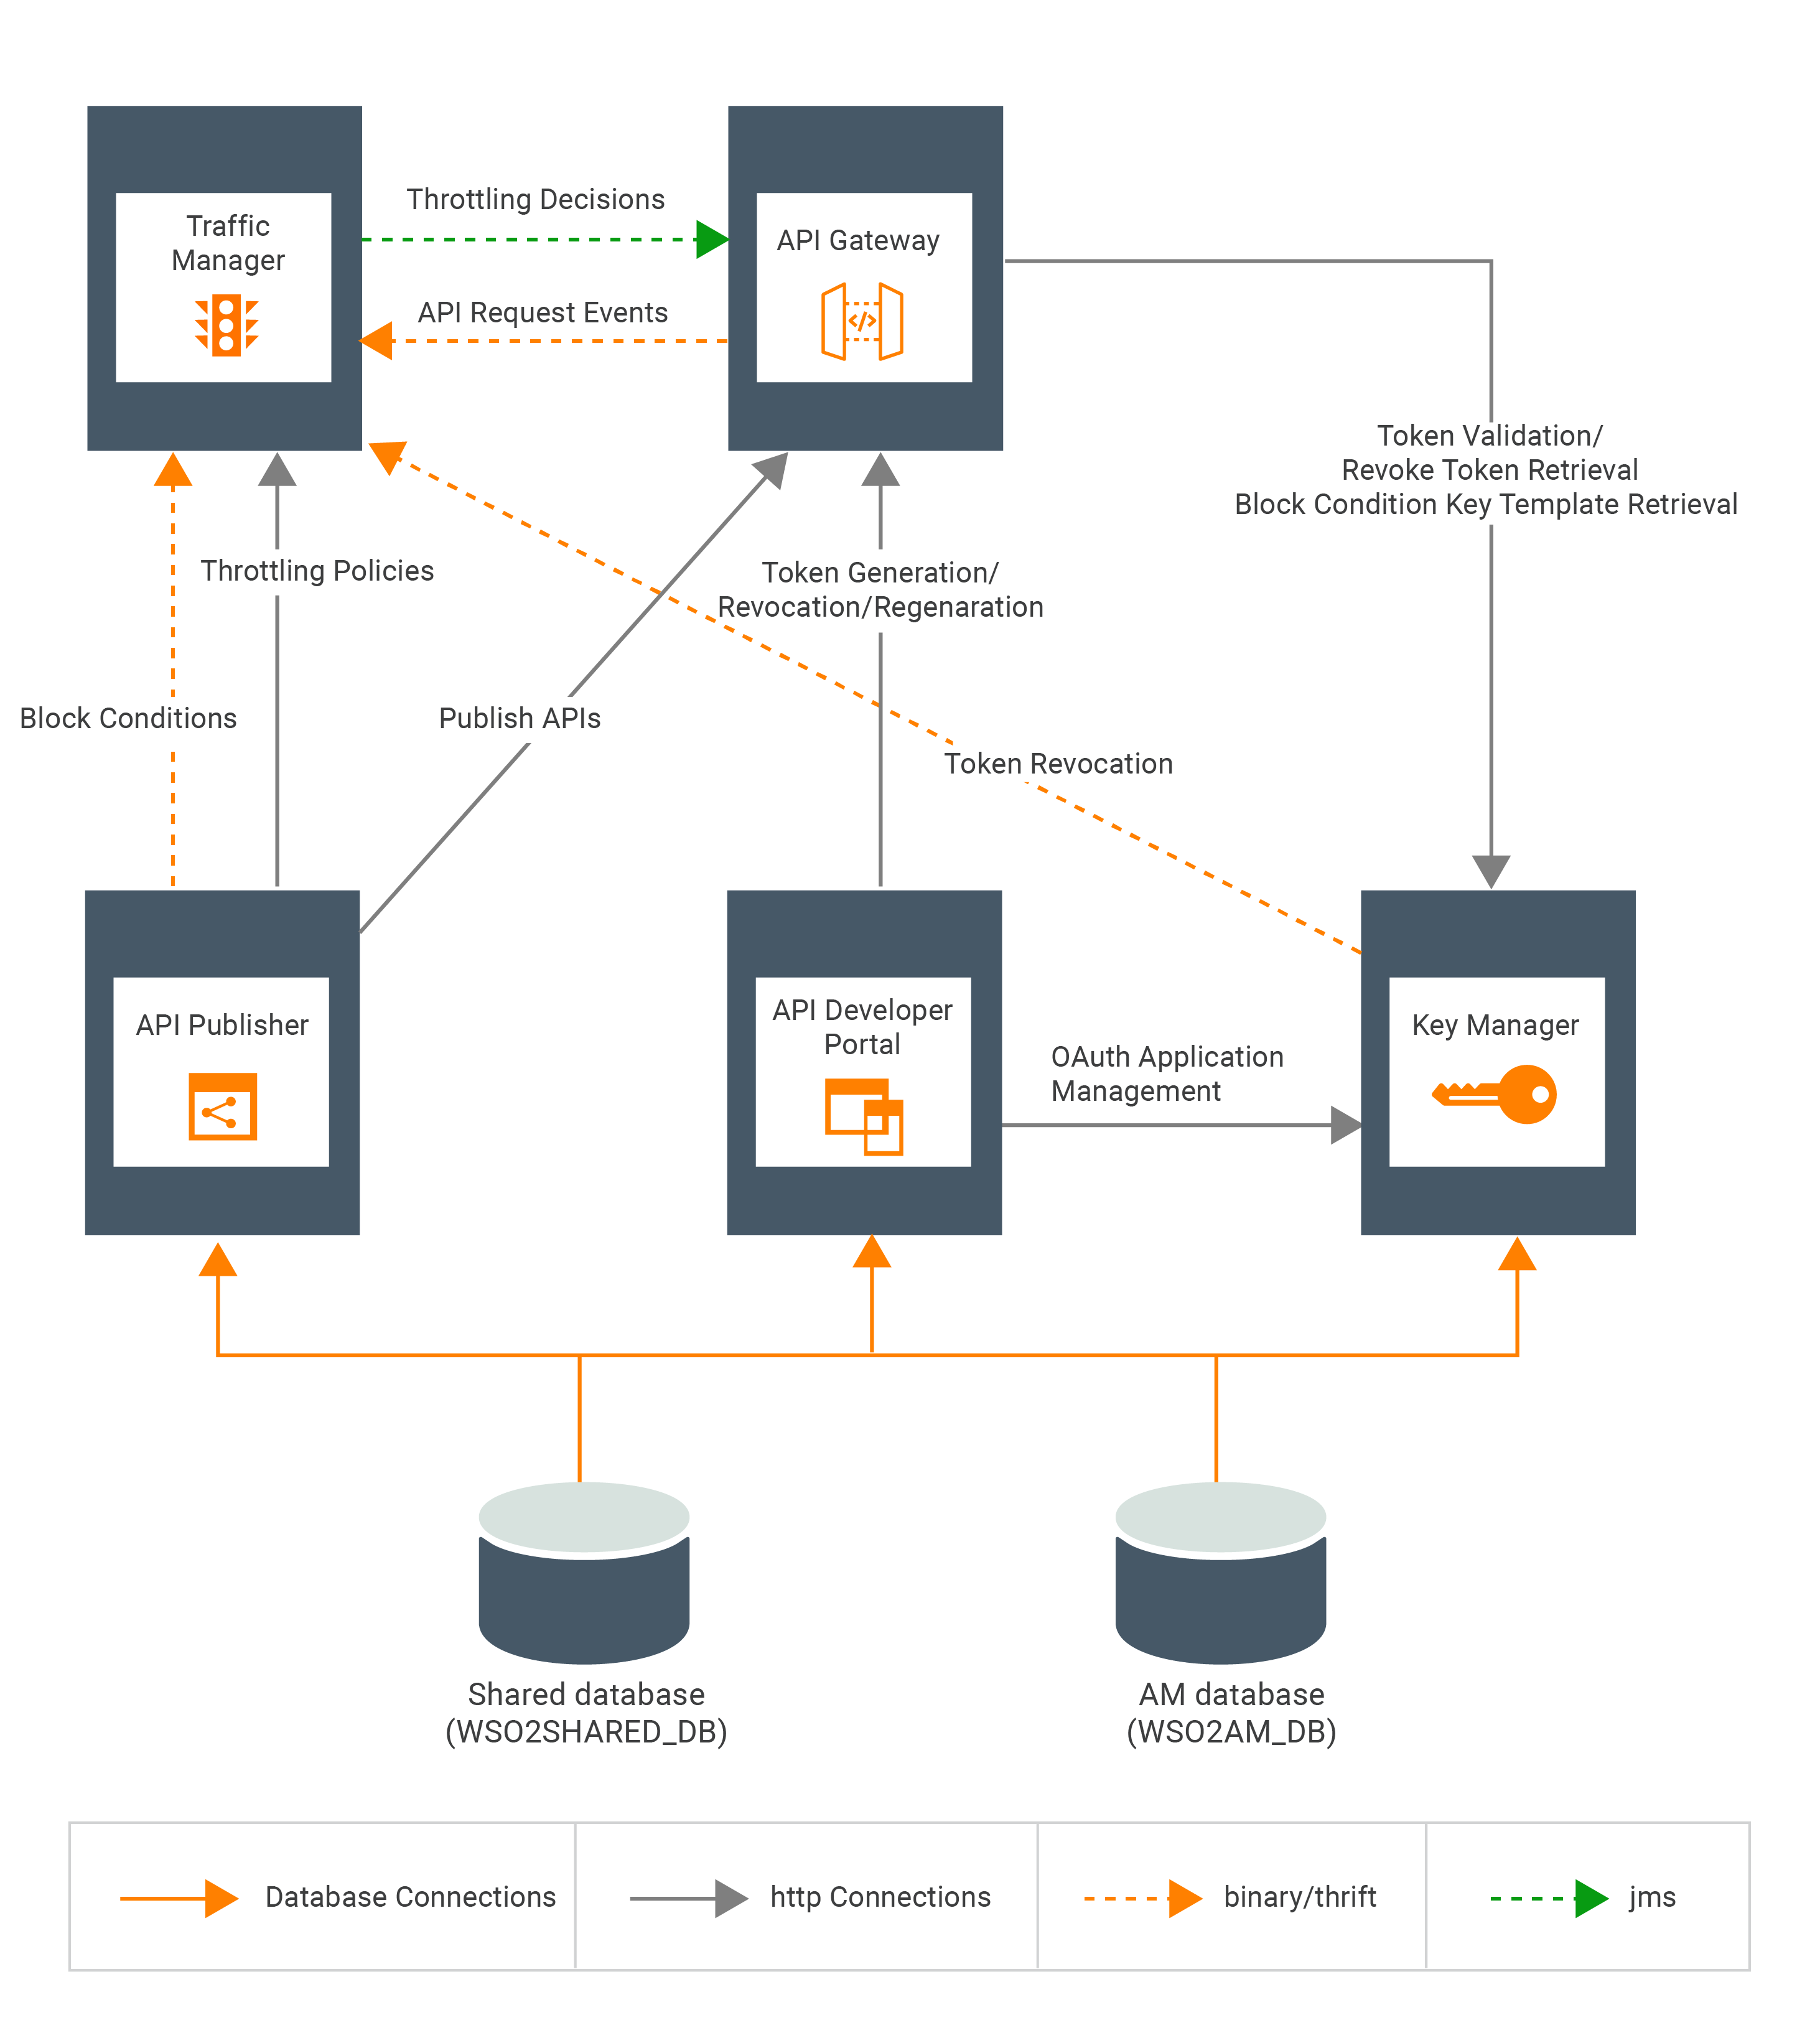 Traffic
Manager
Throttling Decisions
API Request Events
API Gateway
Token Validation/
Revoke Token Retrieval
Block Condition Key Template Retrieval
Throttling Policies
Token Generation/
Revocation/Regenaration
Block Conditions
Publish APIs
Token Revocation
API Publisher
API Developer
Portal
OAuth Application
Management
Key Manager
Shared database
(WSO2SHARED_DB)
AM database
(WSO2AM_DB)
Database Connections
http Connections
binary/thrift
jms